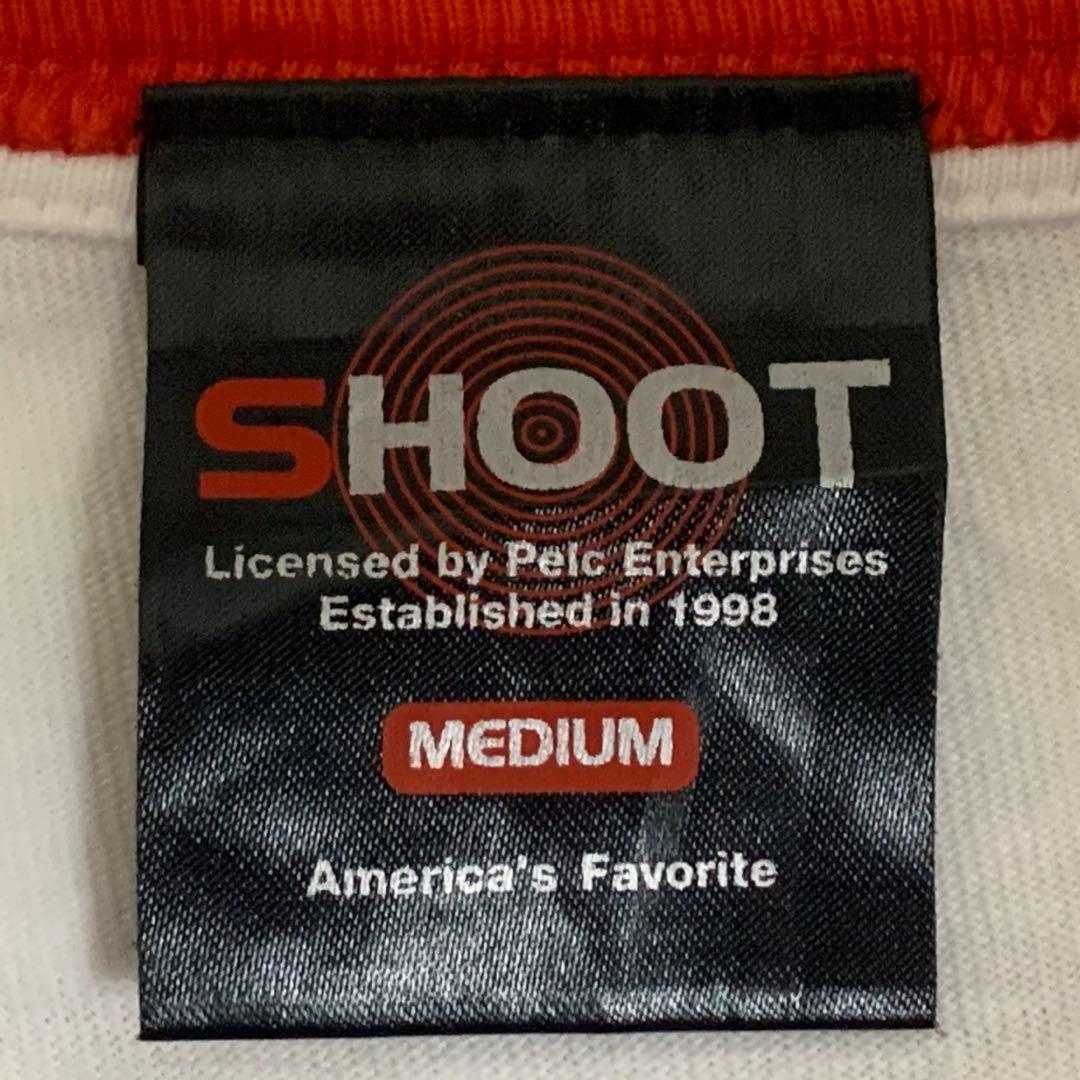 SHOOT
Licensed by Pelc Enterprises
Established in 1998
MEDIUM
America's Favorite